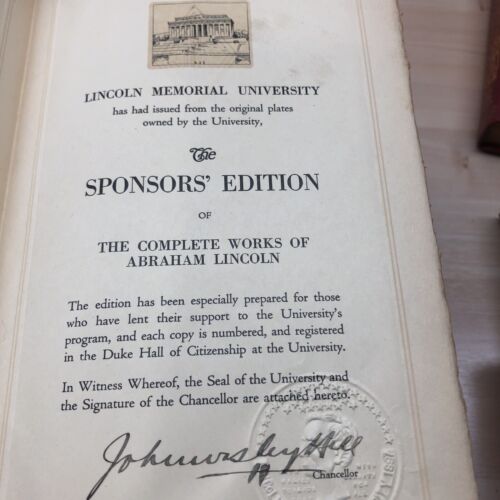 LINCOLN MEMORIAL UNIVERSITY
has had issued from the original plates
owned by the University,
The
SPONSORS' EDITION
OF
THE COMPLETE WORKS OF
ABRAHAM LINCOLN
The edition has been especially prepared for those
who have lent their support to the University's
program, and each copy is numbered, and registered
in the Duke Hall of Citizenship at the University.
In Witness Whereof, the Seal of the University and
the Signature of the Chancellor are attached hereto.
John Wesley Hill
Chancellor